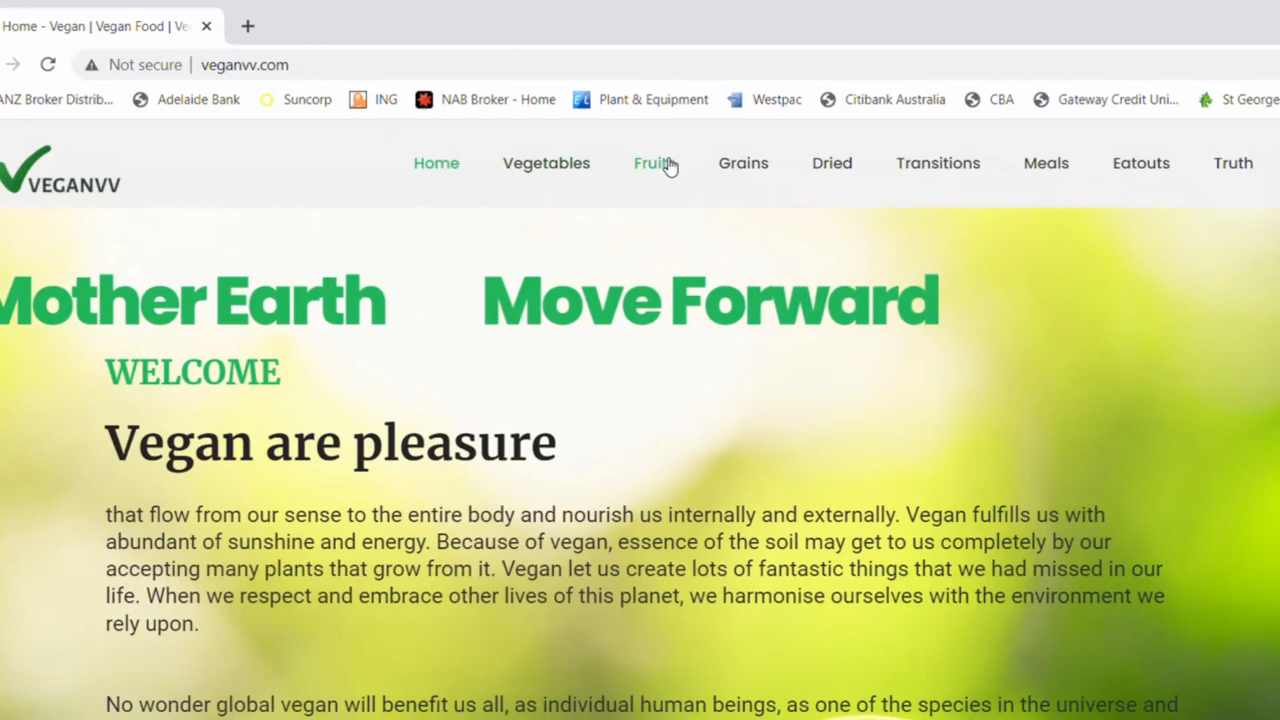 Home - Vegan | Vegan Food | Ve
Not secure | veganvv.com
ANZ Broker Distrib... Adelaide Bank Suncorp ING NAB Broker - Home Plant & Equipment Westpac Citibank Australia CBA Gateway Credit Uni... St George
VEGANVV
Home Vegetables Fruits Grains Dried Transitions Meals Eatouts Truth
Mother Earth Move Forward
WELCOME
Vegan are pleasure
that flow from our sense to the entire body and nourish us internally and externally. Vegan fulfills us with
abundant of sunshine and energy. Because of vegan, essence of the soil may get to us completely by our
accepting many plants that grow from it. Vegan let us create lots of fantastic things that we had missed in our
life. When we respect and embrace other lives of this planet, we harmonise ourselves with the environment we
rely upon.
No wonder global vegan will benefit us all, as individual human beings, as one of the species in the universe and